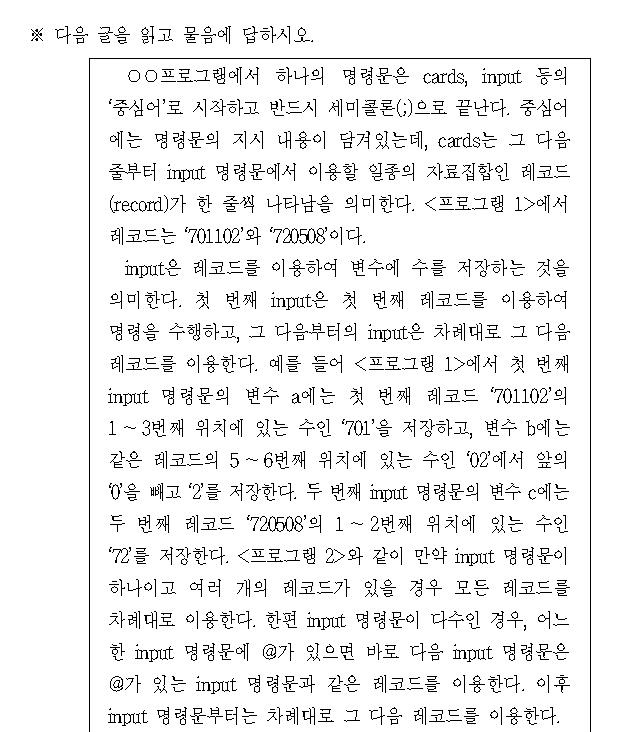 ※ 다음 글을 읽고 물음에 답하시오.
○○프로그램에서 하나의 명령문은 cards, input 등의
‘중심어’로 시작하고 반드시 세미콜론(;)으로 끝난다. 중심어
에는 명령문의 지시 내용이 담겨있는데, cards는 그 다음
줄부터 input 명령문에서 이용할 일종의 자료집합인 레코드
(record)가 한 줄씩 나타남을 의미한다. <프로그램 1>에서
레코드는 ‘701102’와 ‘720508’이다.
input은 레코드를 이용하여 변수에 수를 저장하는 것을
의미한다. 첫 번째 input은 첫 번째 레코드를 이용하여
명령을 수행하고, 그 다음부터의 input은 차례대로 그 다음
레코드를 이용한다. 예를 들어 <프로그램 1>에서 첫 번째
input 명령문의 변수 a에는 첫 번째 레코드 ‘701102’의
1～3번째 위치에 있는 수인 ‘701’을 저장하고, 변수 b에는
같은 레코드의 5～6번째 위치에 있는 수인 ‘02’에서 앞의
‘0’을 빼고 ‘2’를 저장한다. 두 번째 input 명령문의 변수 c에는
두 번째 레코드 ‘720508’의 1～2번째 위치에 있는 수인
‘72’를 저장한다. <프로그램 2>와 같이 만약 input 명령문이
하나이고 여러 개의 레코드가 있을 경우 모든 레코드를
차례대로 이용한다. 한편 input 명령문이 다수인 경우, 어느
한 input 명령문에 @가 있으면 바로 다음 input 명령문은
@가 있는 input 명령문과 같은 레코드를 이용한다. 이후
input 명령문부터는 차례대로 그 다음 레코드를 이용한다.